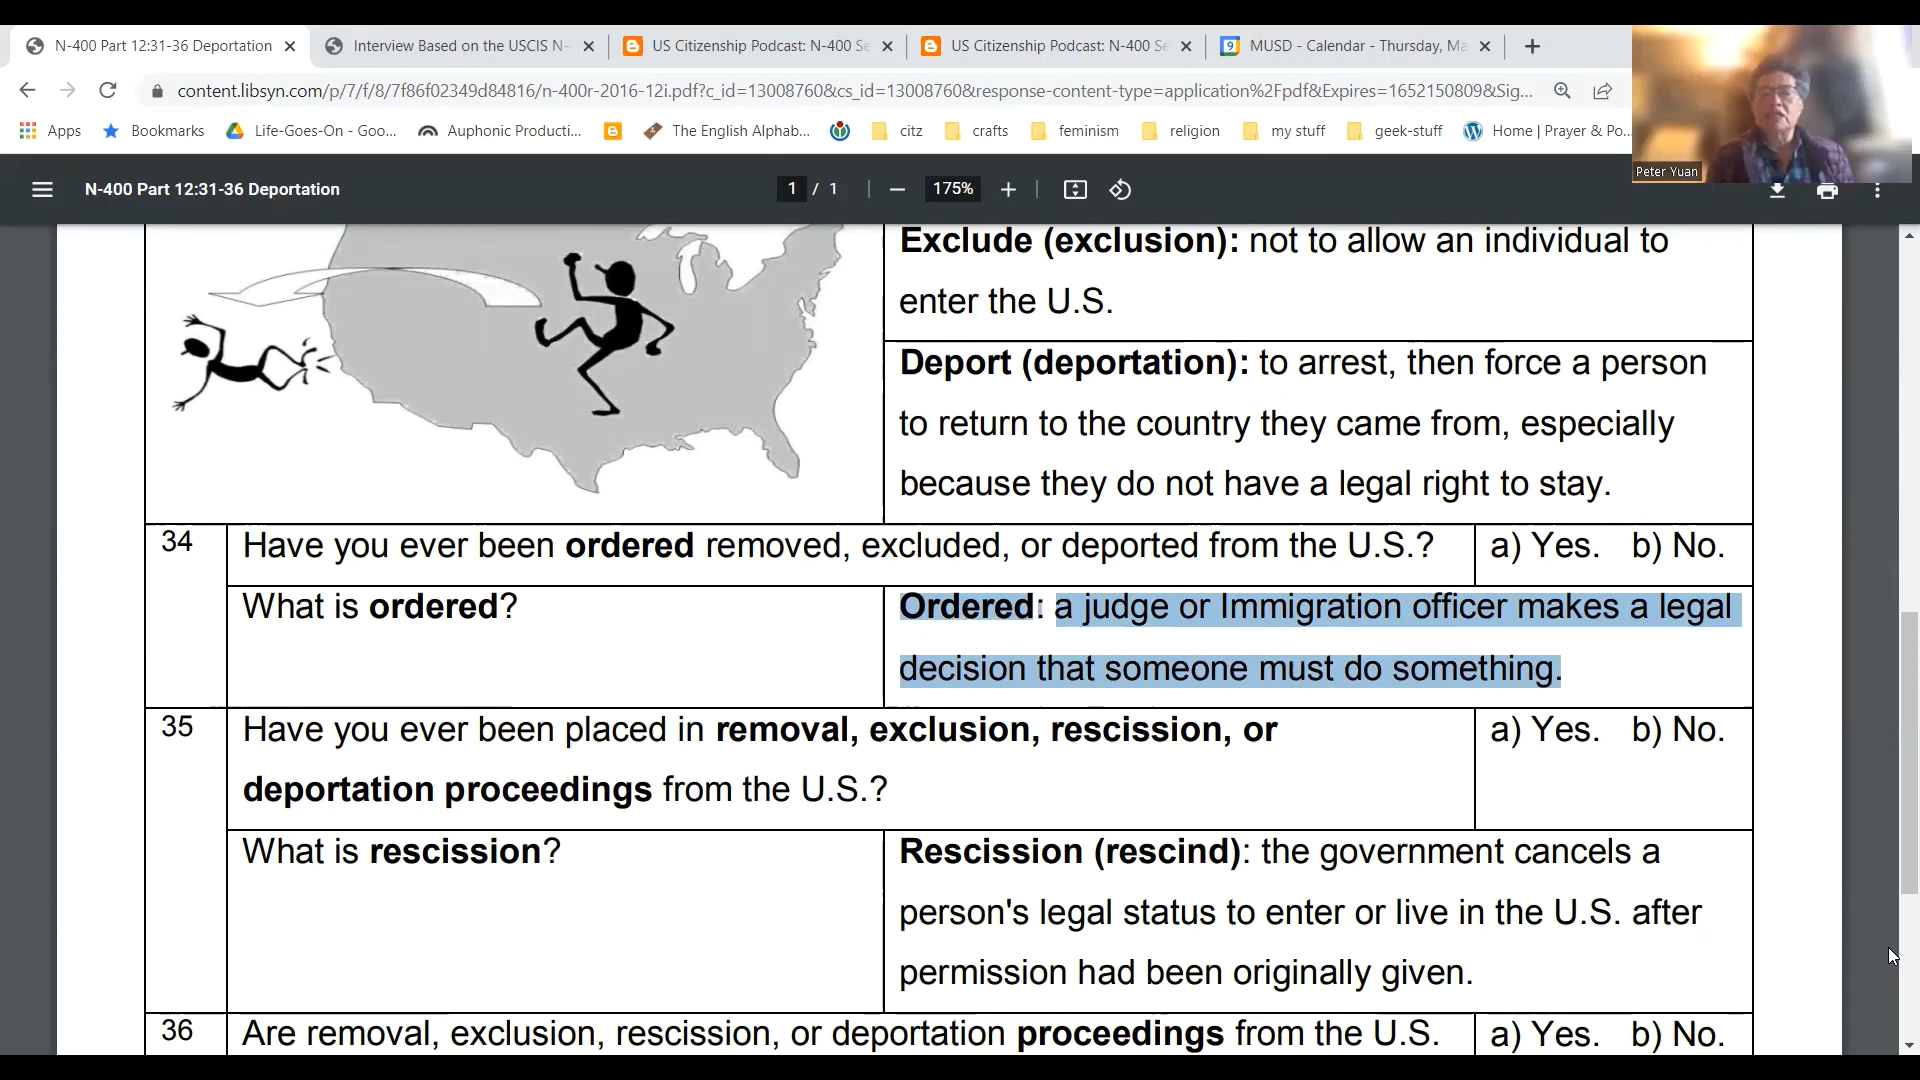 N-400 Part 12:31-36 Deportation
Interview Based on the USCIS N-
US Citizenship Podcast: N-400 Se
US Citizenship Podcast: N-400 Se
9
MUSD - Calendar - Thursday, Ma
content.libsyn.com/p/7/f/8/7f86f02349d84816/n-400r-2016-12i.pdf?c_id=13008760&cs_id=13008760&response-content-type=application%2Fpdf&Expires=1652150809&Sig...
Apps
Bookmarks
Life-Goes-On - Goo...
Auphonic Producti...
The English Alphab...
citz
crafts
feminism
religion
my stuff
geek-stuff
Home | Prayer & Po...
Peter Yuan
N-400 Part 12:31-36 Deportation
1 / 1
175%
Exclude (exclusion): not to allow an individual to
enter the U.S.
Deport (deportation): to arrest, then force a person
to return to the country they came from, especially
because they do not have a legal right to stay.
34
Have you ever been ordered removed, excluded, or deported from the U.S.?
a) Yes. b) No.
What is ordered?
Ordered: a judge or Immigration officer makes a legal
decision that someone must do something.
35
Have you ever been placed in removal, exclusion, rescission, or
deportation proceedings from the U.S.?
a) Yes. b) No.
What is rescission?
Rescission (rescind): the government cancels a
person's legal status to enter or live in the U.S. after
permission had been originally given.
36
Are removal, exclusion, rescission, or deportation proceedings from the U.S.
a) Yes. b) No.